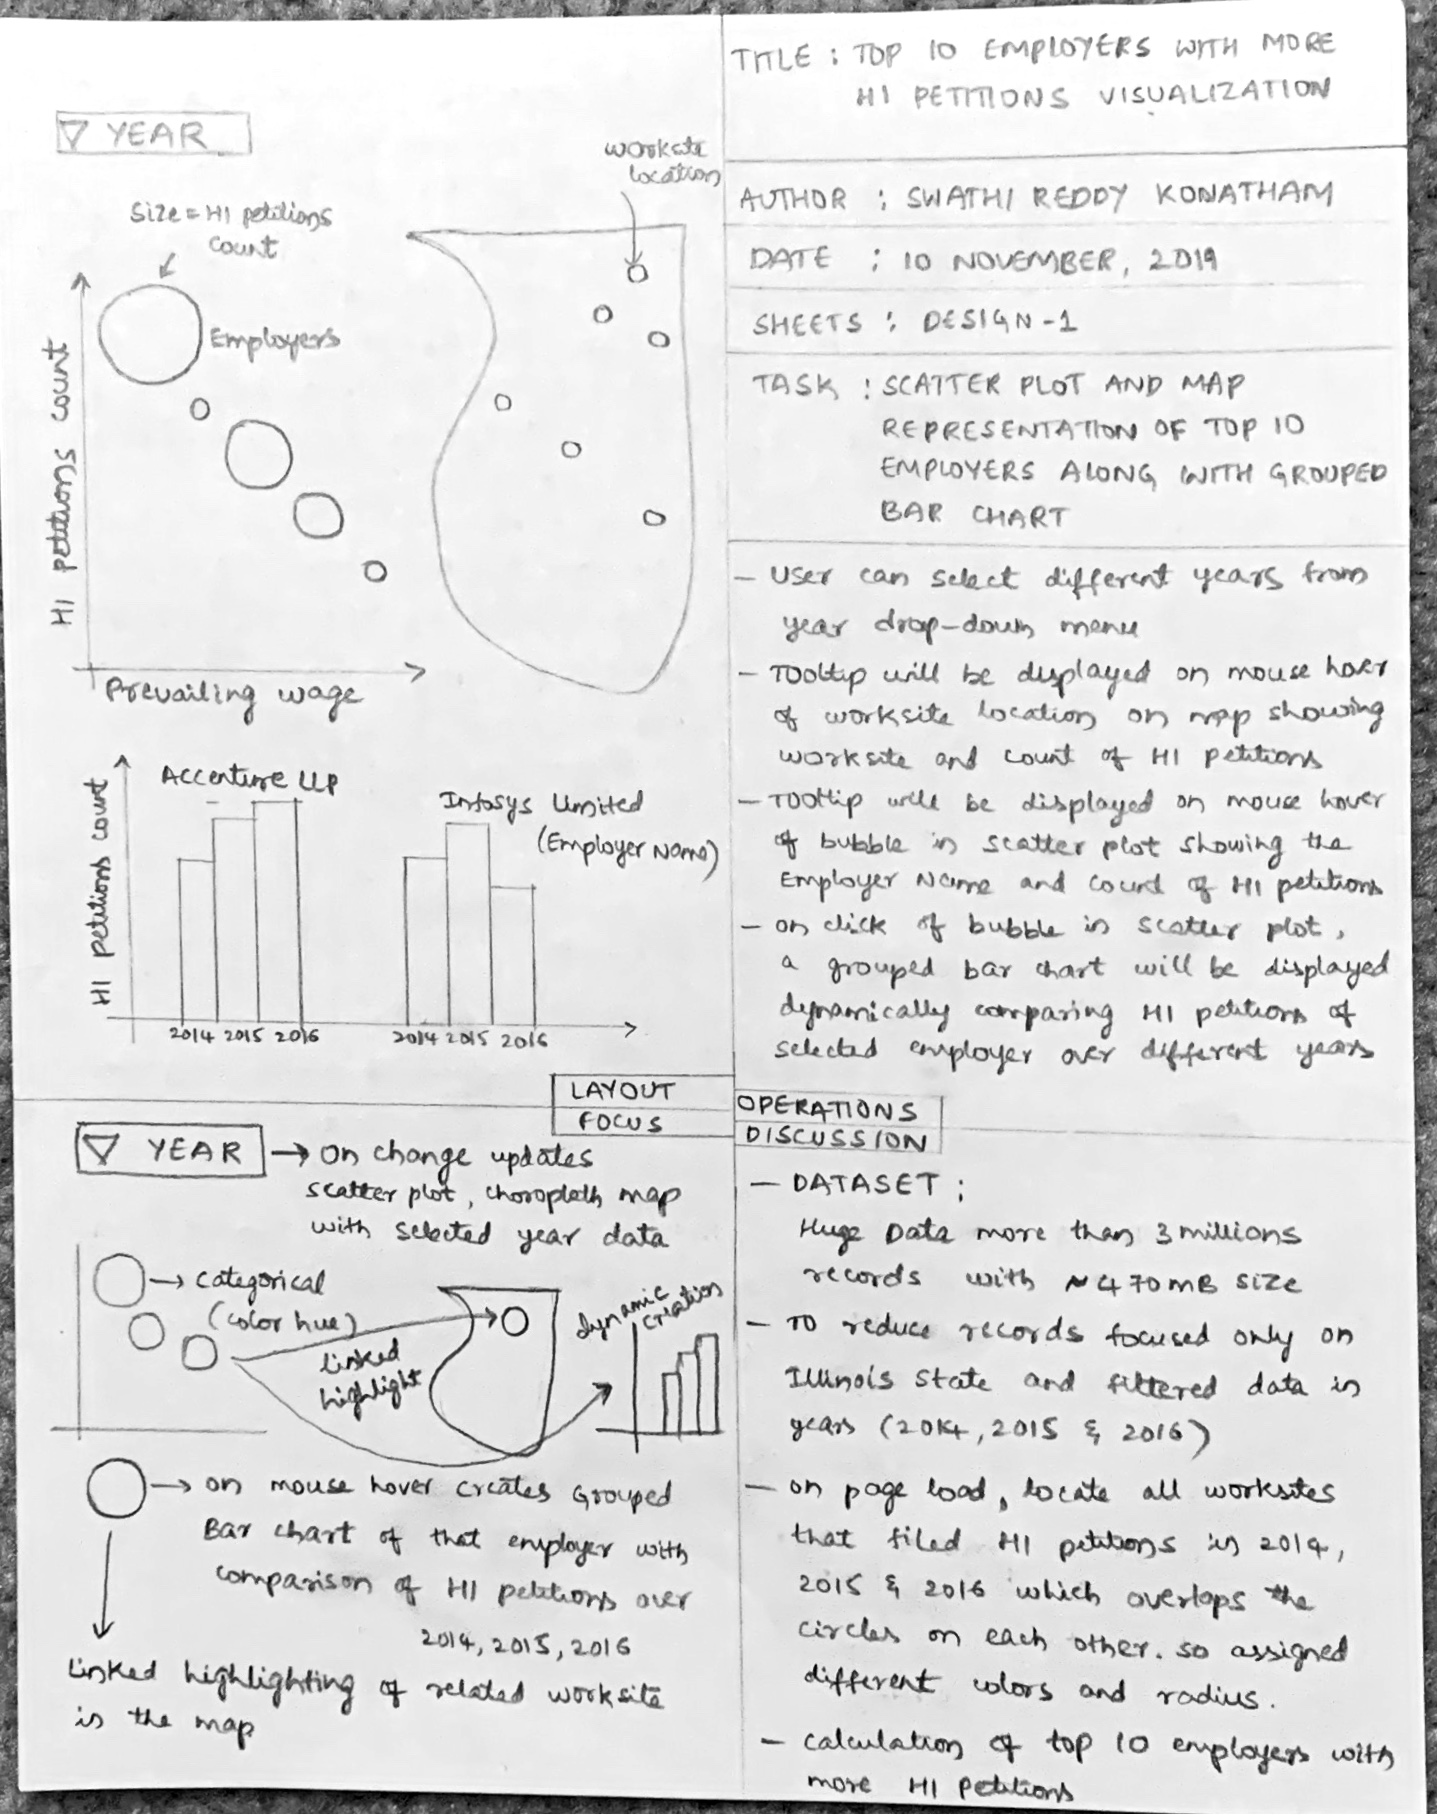 TITLE : TOP 10 EMPLOYERS WITH MORE
H1 PETITIONS VISUALIZATION
AUTHOR : SWATHI REDDY KONATHAM
DATE : 10 NOVEMBER, 2019
SHEETS : DESIGN-1
TASK : SCATTER PLOT AND MAP
REPRESENTATION OF TOP 10
EMPLOYERS ALONG WITH GROUPED
BAR CHART
▽ YEAR
Size = H1 petitions
count
Employers
H1 petitions count
Prevailing wage
worksite
location
H1 petitions count
Accenture LLP
2014 2015 2016
Infosys Limited
(Employer Name)
2014 2015 2016
LAYOUT
- User can select different years from
year drop-down menu
- Tooltip will be displayed on mouse hover
of worksite location on map showing
worksite and count of H1 petitions
- Tooltip will be displayed on mouse hover
of bubble in scatter plot showing the
Employer Name and count of H1 petitions
- on click of bubble in scatter plot,
a grouped bar chart will be displayed
dynamically comparing H1 petitions of
selected employer over different years
OPERATIONS
FOCUS
▽ YEAR → on change updates
scatter plot, choropleth map
with selected year data
→ categorical
(color hue)
linked
highlight
dynamic
creation
→ on mouse hover creates Grouped
Bar chart of that employer with
comparison of H1 petitions over
2014, 2015, 2016
Linked highlighting of related worksite
in the map
DISCUSSION
- DATASET :
Huge Data more than 3 millions
records with ~470MB size
- To reduce records focused only on
Illinois State and filtered data in
years (2014, 2015 & 2016)
- on page load, locate all worksites
that filed H1 petitions in 2014,
2015 & 2016 which overlaps the
circles on each other. so assigned
different colors and radius.
- calculation of top 10 employers with
more H1 Petitions